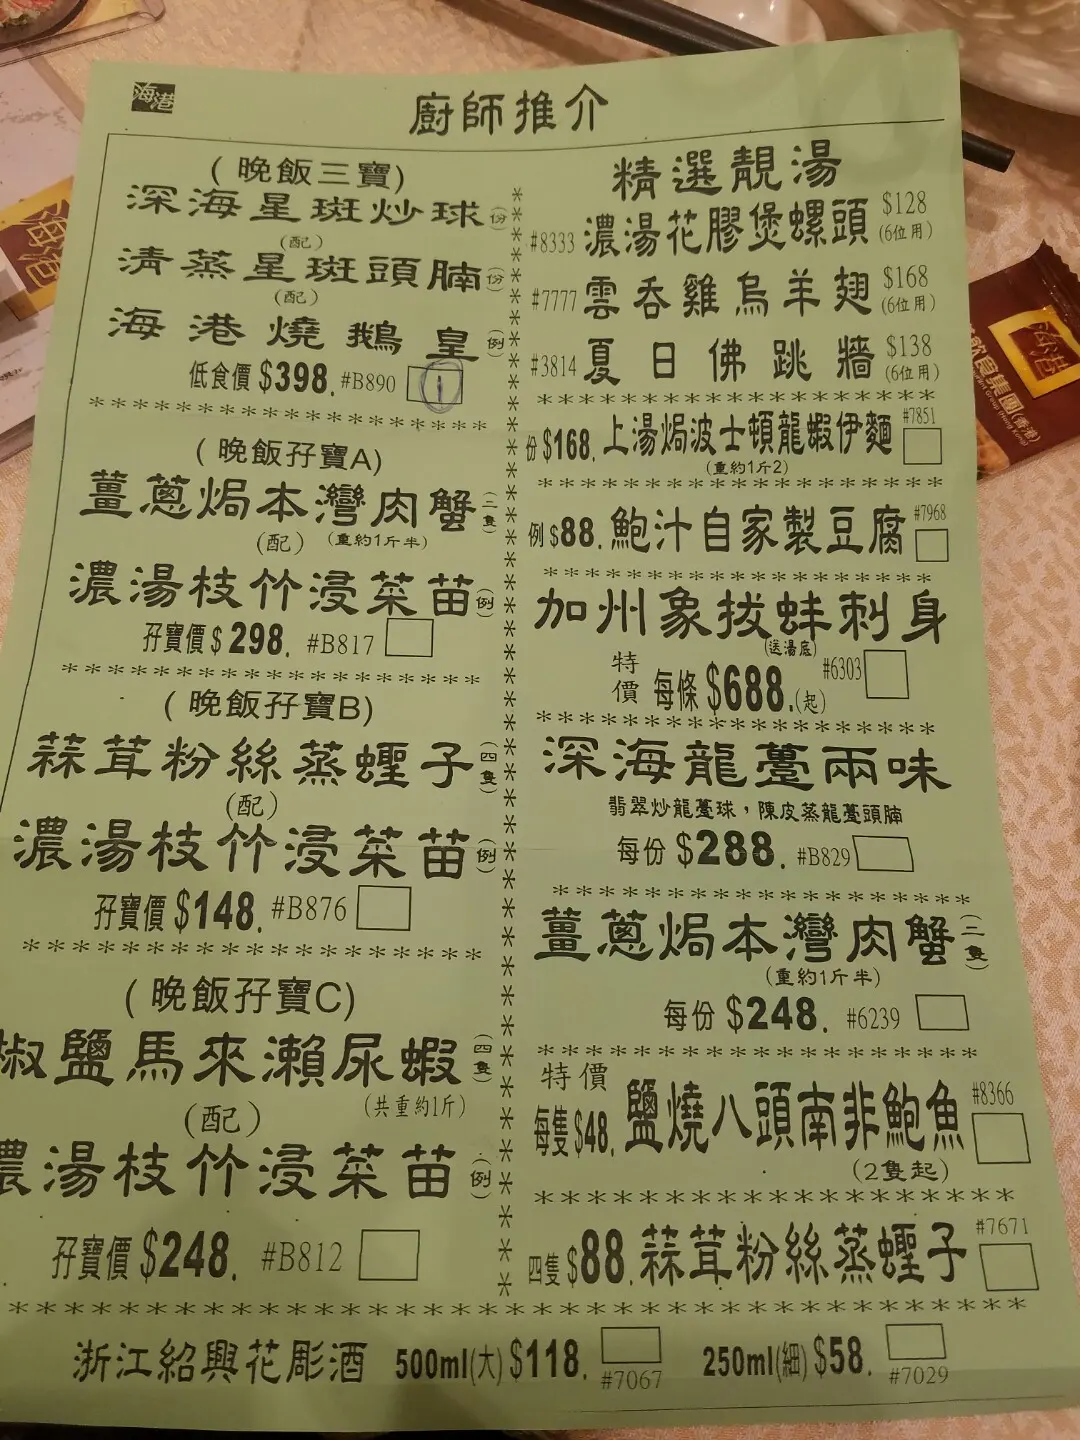 海港
廚師推介
(晚飯三寶)
深海星斑炒球(份)
(配)
清蒸星斑頭腩(份)
(配)
海港燒鵝皇(例)
低食價 $398. #B890 1
(晚飯孖寶A)
薑蔥焗本灣肉蟹(二隻)
(配) (重約1斤半)
濃湯枝竹浸菜苗(例)
孖寶價 $298. #B817
(晚飯孖寶B)
蒜茸粉絲蒸蟶子(四隻)
(配)
濃湯枝竹浸菜苗(例)
孖寶價 $148. #B876
(晚飯孖寶C)
椒鹽馬來瀨尿蝦(四隻)
(配) (共重約1斤)
濃湯枝竹浸菜苗(例)
孖寶價 $248. #B812
精選靚湯
#8333 濃湯花膠煲螺頭 $128
(6位用)
#7777 雲吞雞烏羊翅 $168
(6位用)
#3814 夏日佛跳牆 $138
(6位用)
份 $168. 上湯焗波士頓龍蝦伊麵 #7851
(重約1斤2)
例 $88. 鮑汁自家製豆腐 #7968
加州象拔蚌刺身
(送湯底)
特價 每條 $688.(起) #6303
深海龍躉兩味
翡翠炒龍躉球，陳皮蒸龍躉頭腩
每份 $288. #B829
薑蔥焗本灣肉蟹(二隻)
(重約1斤半)
每份 $248. #6239
特價
每隻 $48. 鹽燒八頭南非鮑魚 #8366
(2隻起)
四隻 $88. 蒜茸粉絲蒸蟶子 #7671
浙江紹興花彫酒 500ml(大) $118. #7067 250ml(細) $58. #7029
海港
飲食集團(香港)